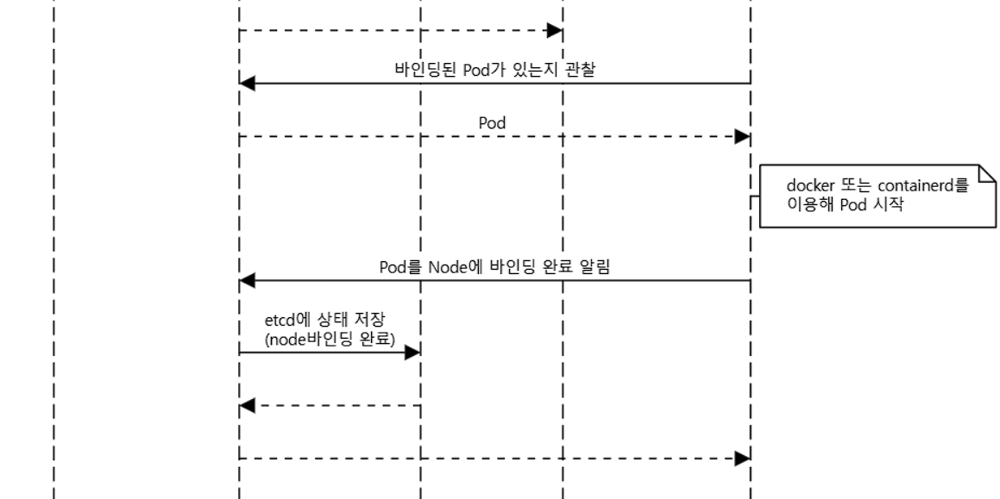 바인딩된 Pod가 있는지 관찰
Pod
docker 또는 containerd를
이용해 Pod 시작
Pod를 Node에 바인딩 완료 알림
etcd에 상태 저장
(node바인딩 완료)